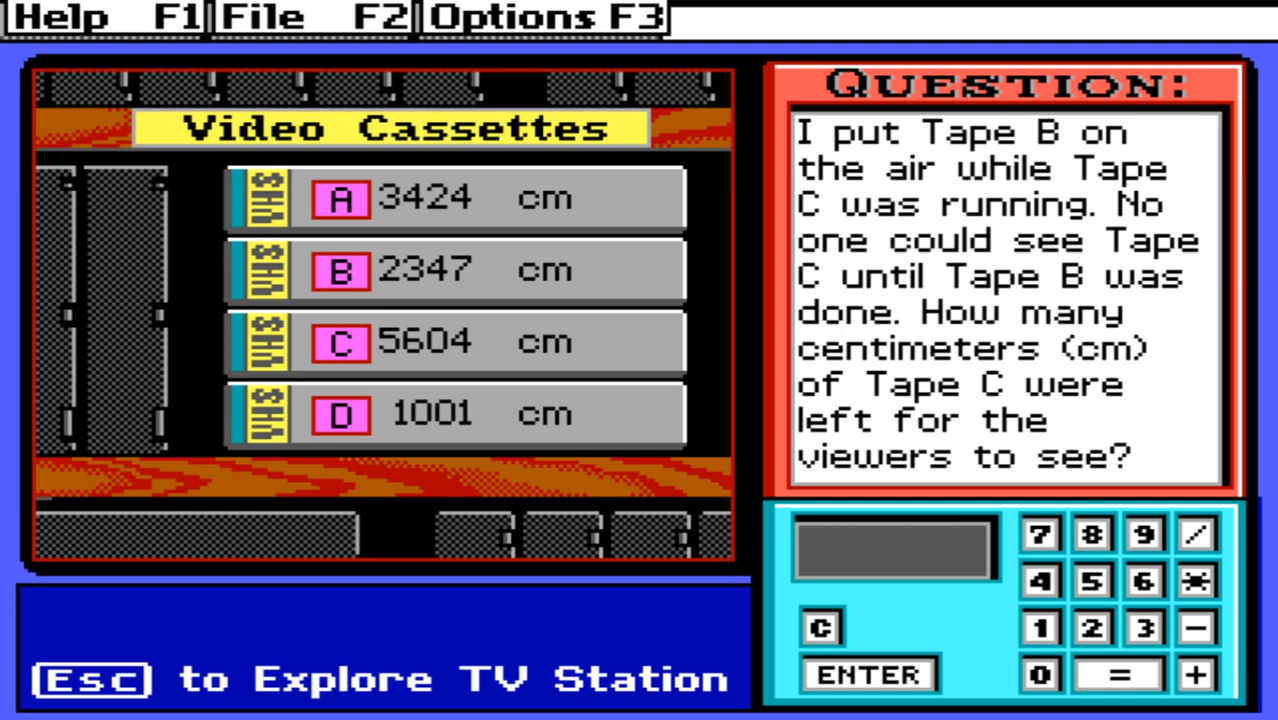 Help F1 File F2 Options F3
Video Cassettes
VHS A 3424 cm
VHS B 2347 cm
VHS C 5604 cm
VHS D 1001 cm
Esc to Explore TV Station
QUESTION:
I put Tape B on
the air while Tape
C was running. No
one could see Tape
C until Tape B was
done. How many
centimeters (cm)
of Tape C were
left for the
viewers to see?
7 8 9 /
4 5 6 *
C 1 2 3 -
ENTER 0 = +